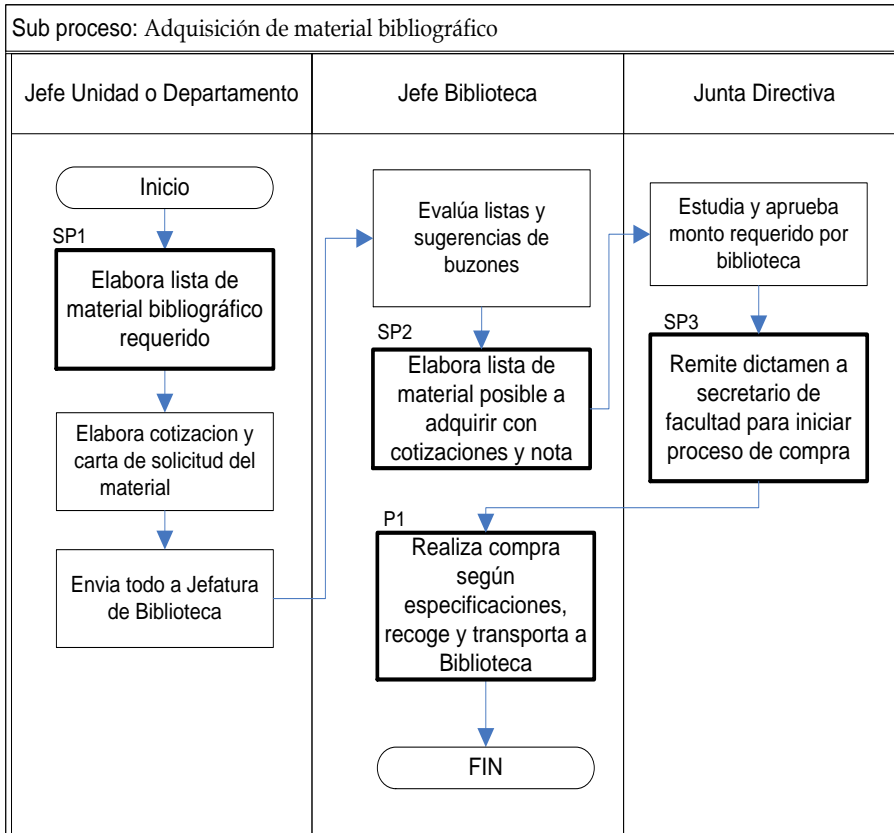 Sub proceso: Adquisición de material bibliográfico
Jefe Unidad o Departamento
Jefe Biblioteca
Junta Directiva
Inicio
SP1
Elabora lista de
material bibliográfico
requerido
Elabora cotizacion y
carta de solicitud del
material
Envia todo a Jefatura
de Biblioteca
Evalúa listas y
sugerencias de
buzones
SP2
Elabora lista de
material posible a
adquirir con
cotizaciones y nota
Estudia y aprueba
monto requerido por
biblioteca
SP3
Remite dictamen a
secretario de
facultad para iniciar
proceso de compra
P1
Realiza compra
según
especificaciones,
recoge y transporta a
Biblioteca
FIN